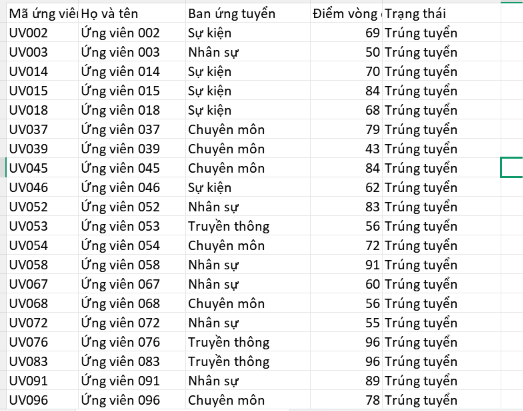 Mã ứng viên Họ và tên Ban ứng tuyển Điểm vòng Trạng thái
UV002 Ứng viên 002 Sự kiện 69 Trúng tuyển
UV003 Ứng viên 003 Nhân sự 50 Trúng tuyển
UV014 Ứng viên 014 Sự kiện 70 Trúng tuyển
UV015 Ứng viên 015 Sự kiện 84 Trúng tuyển
UV018 Ứng viên 018 Sự kiện 68 Trúng tuyển
UV037 Ứng viên 037 Chuyên môn 79 Trúng tuyển
UV039 Ứng viên 039 Chuyên môn 43 Trúng tuyển
UV045 Ứng viên 045 Chuyên môn 84 Trúng tuyển
UV046 Ứng viên 046 Sự kiện 62 Trúng tuyển
UV052 Ứng viên 052 Nhân sự 83 Trúng tuyển
UV053 Ứng viên 053 Truyền thông 56 Trúng tuyển
UV054 Ứng viên 054 Chuyên môn 72 Trúng tuyển
UV058 Ứng viên 058 Nhân sự 91 Trúng tuyển
UV067 Ứng viên 067 Nhân sự 60 Trúng tuyển
UV068 Ứng viên 068 Chuyên môn 56 Trúng tuyển
UV072 Ứng viên 072 Nhân sự 55 Trúng tuyển
UV076 Ứng viên 076 Truyền thông 96 Trúng tuyển
UV083 Ứng viên 083 Truyền thông 96 Trúng tuyển
UV091 Ứng viên 091 Nhân sự 89 Trúng tuyển
UV096 Ứng viên 096 Chuyên môn 78 Trúng tuyển